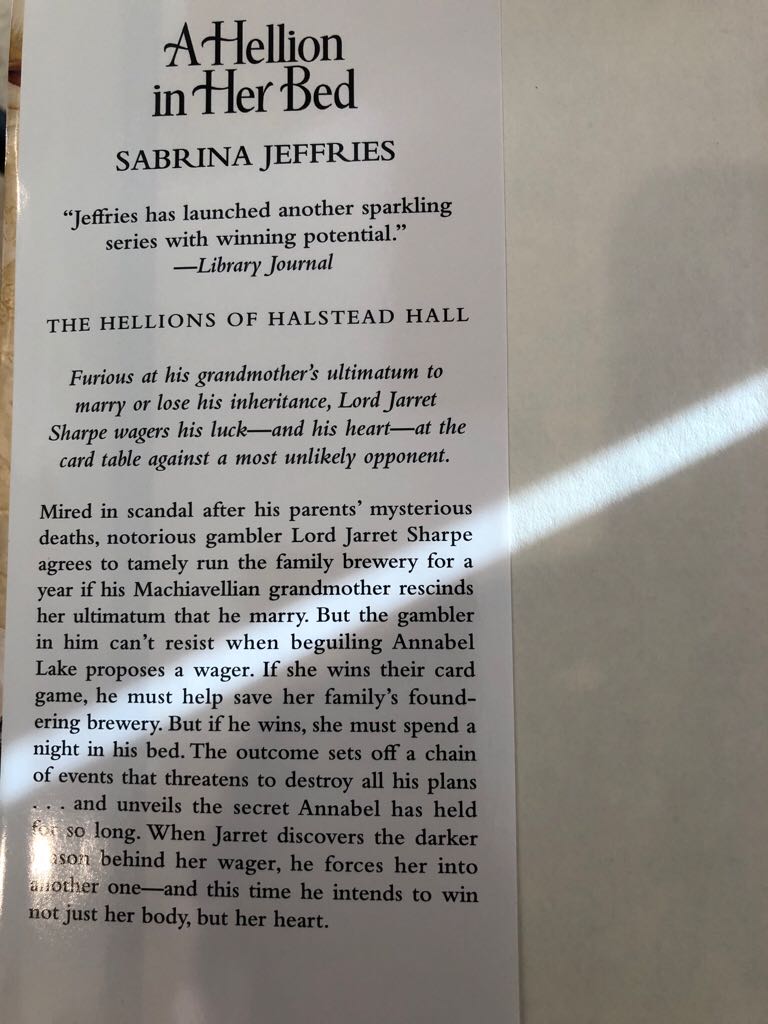 A Hellion
in Her Bed
SABRINA JEFFRIES
“Jeffries has launched another sparkling
series with winning potential.”
—Library Journal
THE HELLIONS OF HALSTEAD HALL
Furious at his grandmother’s ultimatum to
marry or lose his inheritance, Lord Jarret
Sharpe wagers his luck—and his heart—at the
card table against a most unlikely opponent.
Mired in scandal after his parents’ mysterious
deaths, notorious gambler Lord Jarret Sharpe
agrees to tamely run the family brewery for a
year if his Machiavellian grandmother rescinds
her ultimatum that he marry. But the gambler
in him can’t resist when beguiling Annabel
Lake proposes a wager. If she wins their card
game, he must help save her family’s found-
ering brewery. But if he wins, she must spend a
night in his bed. The outcome sets off a chain
of events that threatens to destroy all his plans
. . . and unveils the secret Annabel has held
for so long. When Jarret discovers the darker
reason behind her wager, he forces her into
another one—and this time he intends to win
not just her body, but her heart.